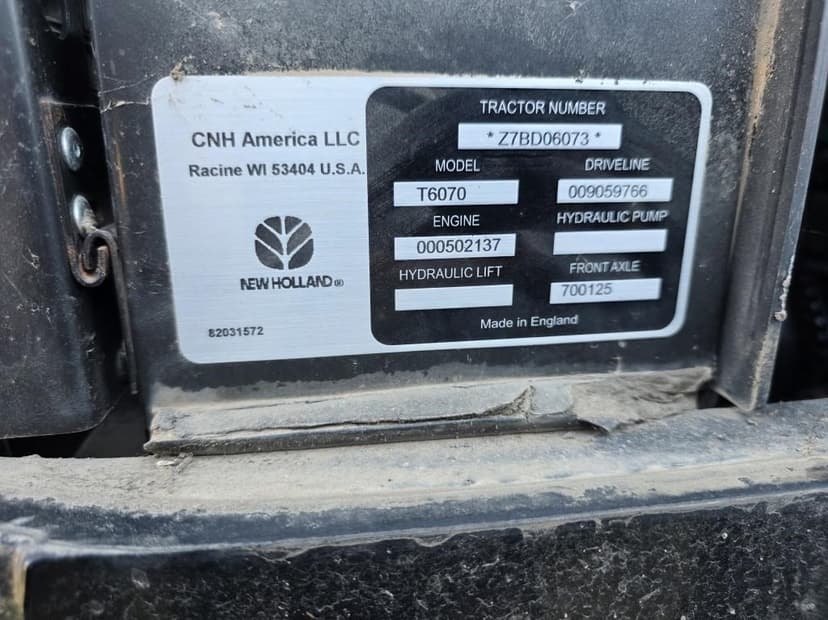 CNH America LLC
Racine WI 53404 U.S.A.
NEW HOLLAND®
82031572
TRACTOR NUMBER
* Z7BD06073 *
MODEL
T6070
DRIVELINE
009059766
ENGINE
000502137
HYDRAULIC PUMP
HYDRAULIC LIFT
FRONT AXLE
700125
Made in England